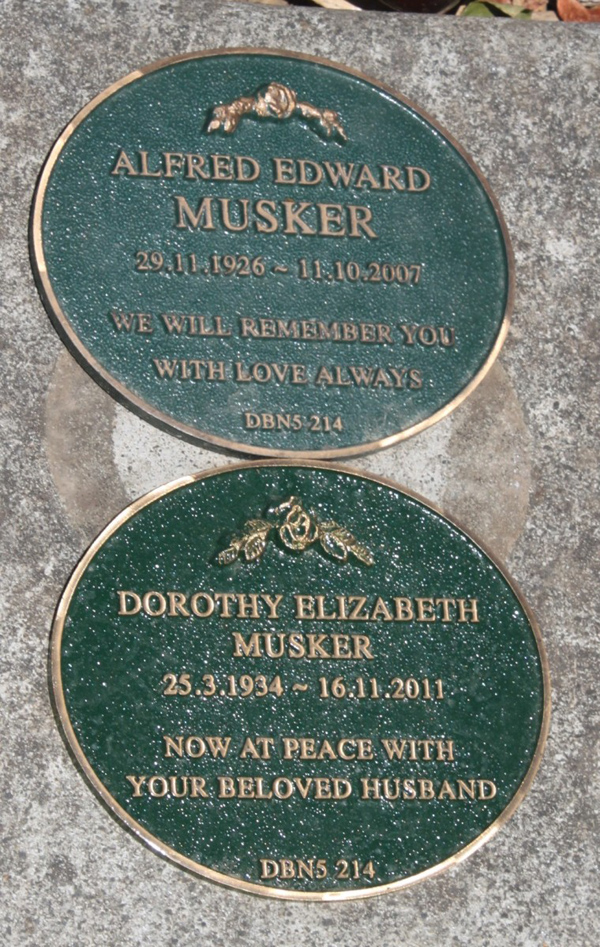 ALFRED EDWARD
MUSKER
29.11.1926 ~ 11.10.2007
WE WILL REMEMBER YOU
WITH LOVE ALWAYS
DBN5 214
DOROTHY ELIZABETH
MUSKER
25.3.1934 ~ 16.11.2011
NOW AT PEACE WITH
YOUR BELOVED HUSBAND
DBN5 214